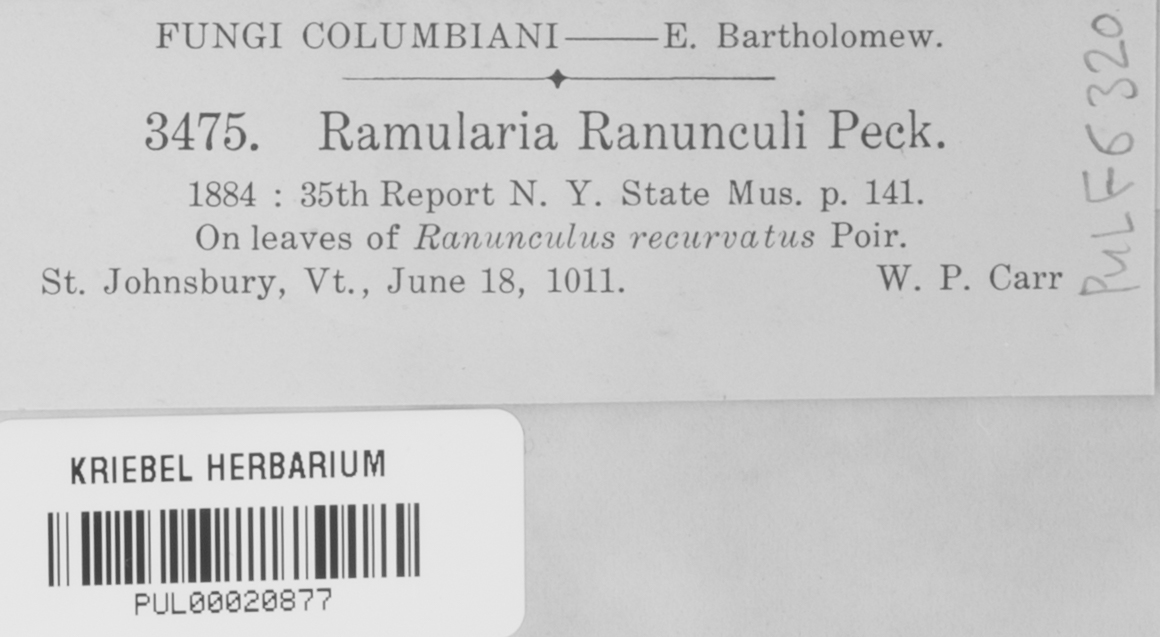 FUNGI COLUMBIANI——E. Bartholomew.
3475. Ramularia Ranunculi Peck.
1884 : 35th Report N. Y. State Mus. p. 141.
On leaves of Ranunculus recurvatus Poir.
St. Johnsbury, Vt., June 18, 1011. W. P. Carr
PUL F6320
KRIEBEL HERBARIUM
PUL00020877